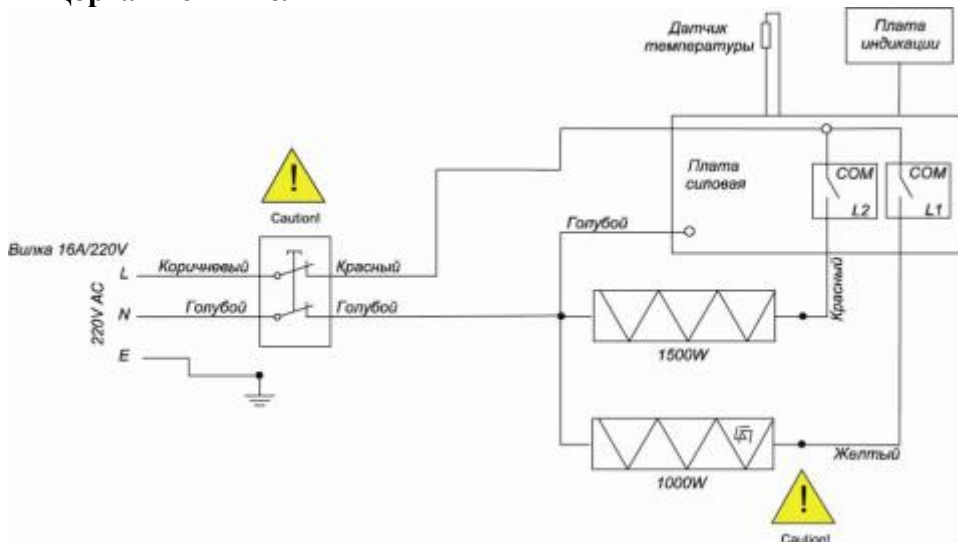 Датчик
температуры
Плата
индикации
Плата
силовая
COM
L2
COM
L1
!
Caution!
Голубой
Вилка 16A/220V
L
Коричневый
Красный
220V AC
N
Голубой
Голубой
Красный
E
1500W
Желтый
1000W
!
Caution!